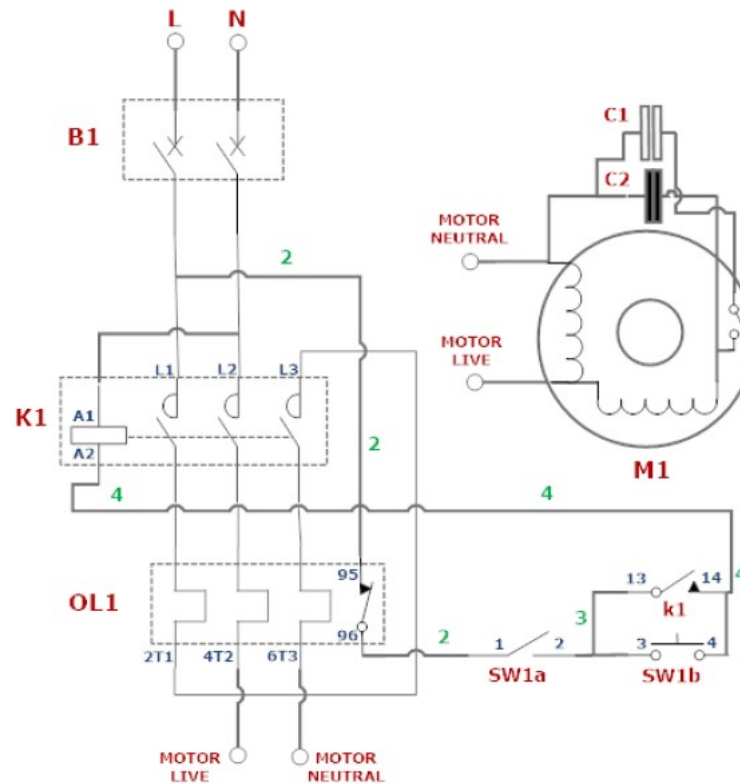 L N
B1
C1
C2
MOTOR
NEUTRAL
2
MOTOR
LIVE
L1 L2 L3
K1
A1
A2
M1
2
4 4
95
13 14 4
k1
OL1
96
3
2T1 4T2 6T3
2
1 2
3 4
SW1a SW1b
MOTOR
LIVE
MOTOR
NEUTRAL